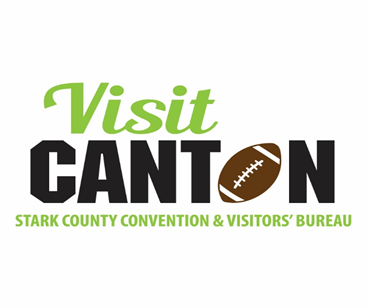 Visit
CANTON
STARK COUNTY CONVENTION & VISITORS' BUREAU